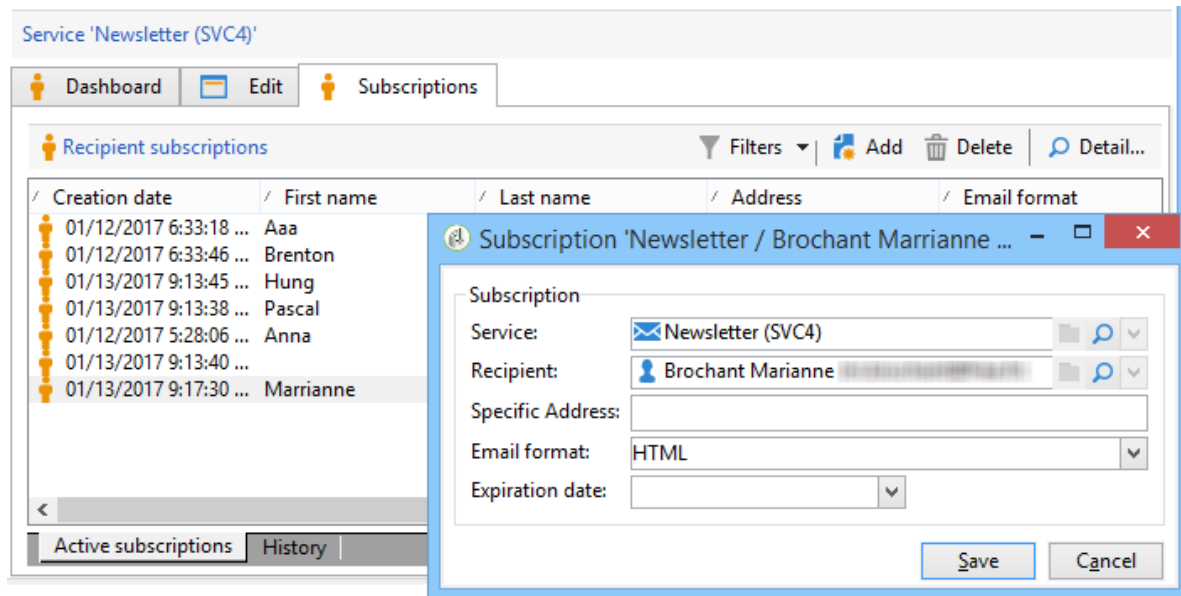 Service 'Newsletter (SVC4)'
Dashboard Edit Subscriptions
Recipient subscriptions Filters Add Delete Detail...
Creation date First name Last name Address Email format
01/12/2017 6:33:18 ... Aaa
01/12/2017 6:33:46 ... Brenton
01/13/2017 9:13:45 ... Hung
01/13/2017 9:13:38 ... Pascal
01/12/2017 5:28:06 ... Anna
01/13/2017 9:13:40 ...
01/13/2017 9:17:30 ... Marrianne
Active subscriptions History
Subscription 'Newsletter / Brochant Marrianne ...
Subscription
Service: Newsletter (SVC4)
Recipient: Brochant Marianne
Specific Address:
Email format: HTML
Expiration date:
Save Cancel